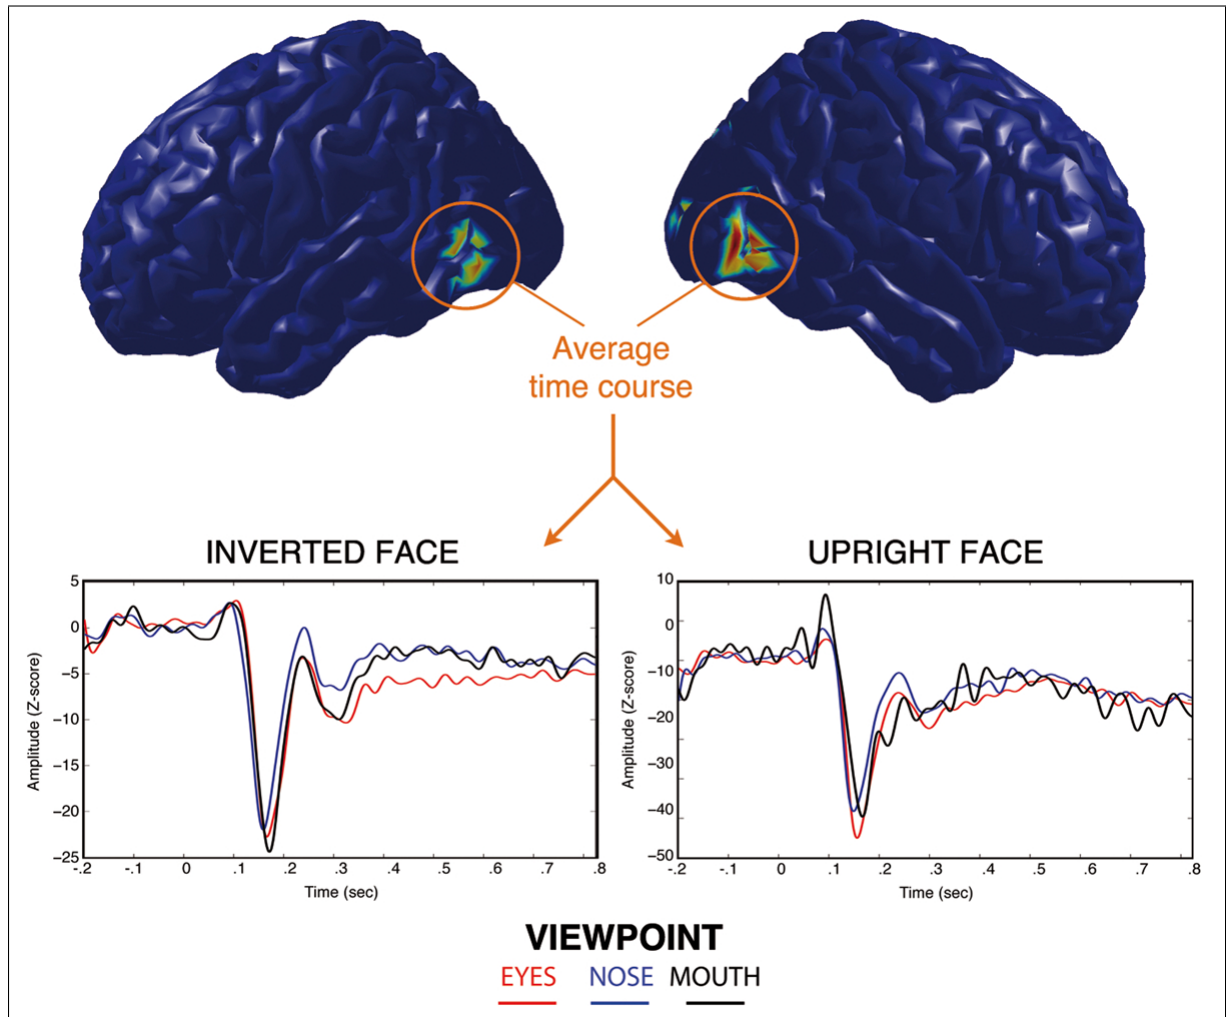 Average
time course
INVERTED FACE
UPRIGHT FACE
5
0
−5
−10
−15
−20
−25
Amplitude (Z-score)
-.2 -.1 0 .1 .2 .3 .4 .5 .6 .7 .8
Time (sec)
10
0
−10
−20
−30
−40
−50
Amplitude (Z-score)
-.2 -.1 0 .1 .2 .3 .4 .5 .6 .7 .8
Time (sec)
VIEWPOINT
EYES NOSE MOUTH